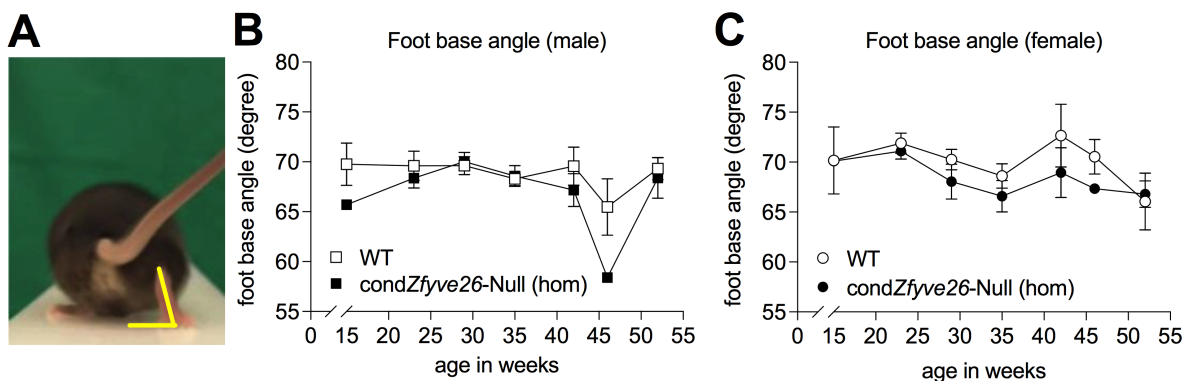 A
B
Foot base angle (male)
foot base angle (degree)
80
75
70
65
60
55
0 15 20 25 30 35 40 45 50 55
age in weeks
WT
condZfyve26-Null (hom)
C
Foot base angle (female)
foot base angle (degree)
80
75
70
65
60
55
0 15 20 25 30 35 40 45 50 55
age in weeks
WT
condZfyve26-Null (hom)